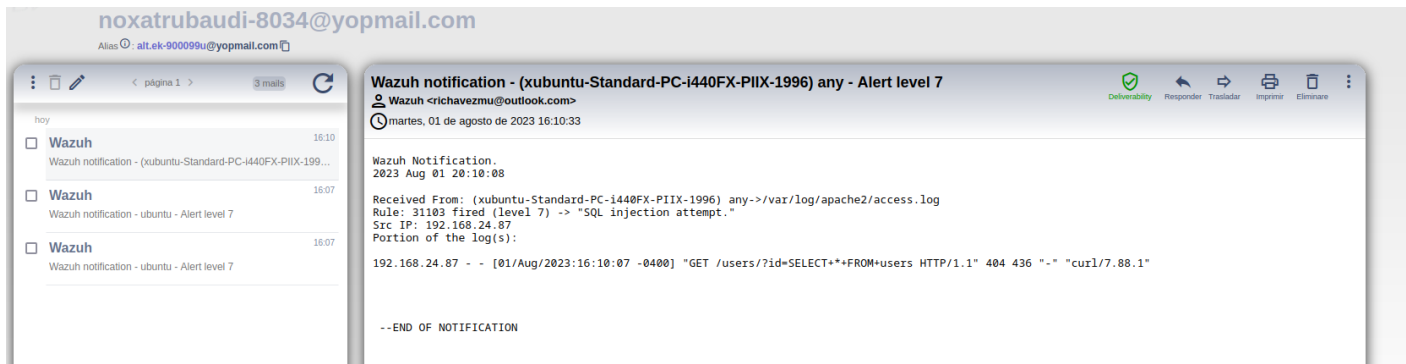 noxatrubaudi-8034@yopmail.com
Alias : alt.ek-900099u@yopmail.com
página 1
3 mails
hoy
Wazuh 16:10
Wazuh notification - (xubuntu-Standard-PC-i440FX-PIIX-199…
Wazuh 16:07
Wazuh notification - ubuntu - Alert level 7
Wazuh 16:07
Wazuh notification - ubuntu - Alert level 7
Wazuh notification - (xubuntu-Standard-PC-i440FX-PIIX-1996) any - Alert level 7
Wazuh <richavezmu@outlook.com>
martes, 01 de agosto de 2023 16:10:33
Deliverability Responder Trasladar Imprimir Eliminare
Wazuh Notification.
2023 Aug 01 20:10:08
Received From: (xubuntu-Standard-PC-i440FX-PIIX-1996) any->/var/log/apache2/access.log
Rule: 31103 fired (level 7) -> "SQL injection attempt."
Src IP: 192.168.24.87
Portion of the log(s):
192.168.24.87 - - [01/Aug/2023:16:10:07 -0400] "GET /users/?id=SELECT+*+FROM+users HTTP/1.1" 404 436 "-" "curl/7.88.1"
--END OF NOTIFICATION